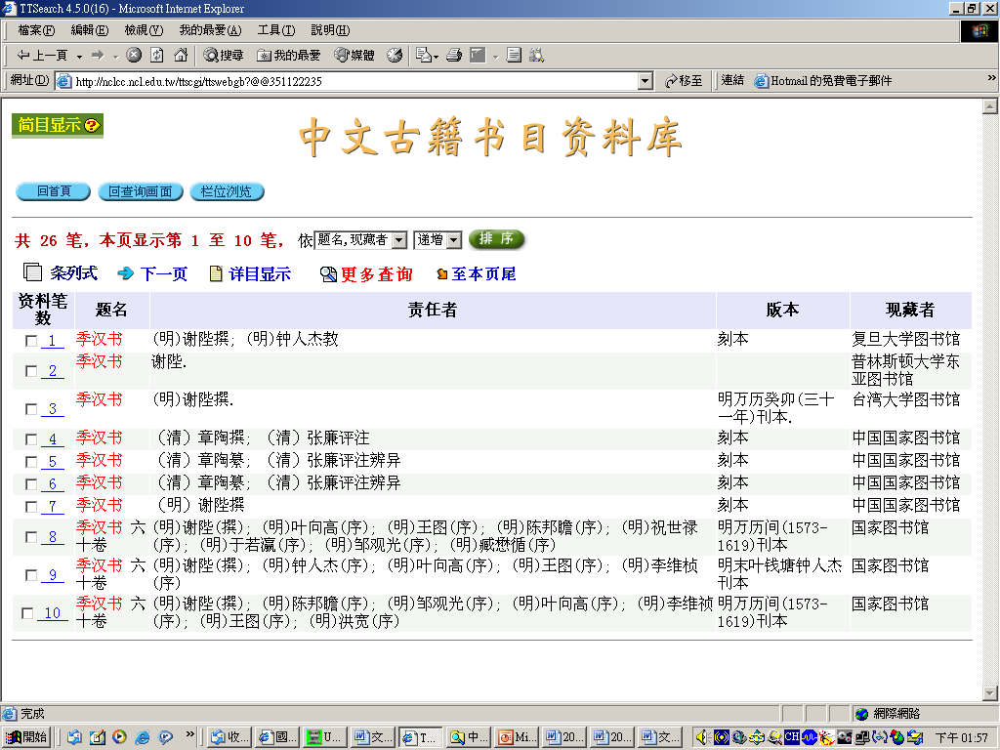 TTSearch 4.5.0(16) - Microsoft Internet Explorer
檔案(F) 編輯(E) 檢視(V) 我的最愛(A) 工具(T) 說明(H)
上一頁 搜尋 我的最愛 媒體
網址(D) http://nclcc.ncl.edu.tw/ttscgi/ttswebgb?@@351122235 移至 連結 Hotmail 的免費電子郵件
简目显示
中文古籍书目资料库
回首頁 回查询画面 栏位浏览
共 26 笔，本页显示第 1 至 10 笔， 依 题名,现藏者 递增 排 序
条列式 下一页 详目显示 更多查询 至本页尾
资料笔数 题名 责任者 版本 现藏者
1 季汉书 (明)谢陛撰; (明)钟人杰教 刻本 复旦大学图书馆
2 季汉书 谢陛. 普林斯顿大学东
亚图书馆
3 季汉书 (明)谢陛撰. 明万历癸卯(三十 台湾大学图书馆
一年)刊本.
4 季汉书 （清）章陶撰; （清）张廉评注 刻本 中国国家图书馆
5 季汉书 （清）章陶纂; （清）张廉评注辨异 刻本 中国国家图书馆
6 季汉书 （清）章陶纂; （清）张廉评注辨异 刻本 中国国家图书馆
7 季汉书 （明）谢陛撰 刻本 中国国家图书馆
8 季汉书 六 (明)谢陛(撰); (明)叶向高(序); (明)王图(序); (明)陈邦瞻(序); (明)祝世禄 明万历间(1573- 国家图书馆
十卷 (序); (明)于若瀛(序); (明)邹观光(序); (明)臧懋循(序) 1619)刊本
9 季汉书 六 (明)谢陛(撰); (明)钟人杰(序); (明)叶向高(序); (明)王图(序); (明)李维桢 明末叶钱塘钟人杰 国家图书馆
十卷 (序) 刊本
10 季汉书 六 (明)谢陛(撰); (明)陈邦瞻(序); (明)邹观光(序); (明)叶向高(序); (明)李维桢 明万历间(1573- 国家图书馆
十卷 (序); (明)王图(序); (明)洪宽(序) 1619)刊本
完成 網際網路
開始 收... 國... U... 中文... T... 中... Mi... 20... 20... 中文... CH 下午 01:57